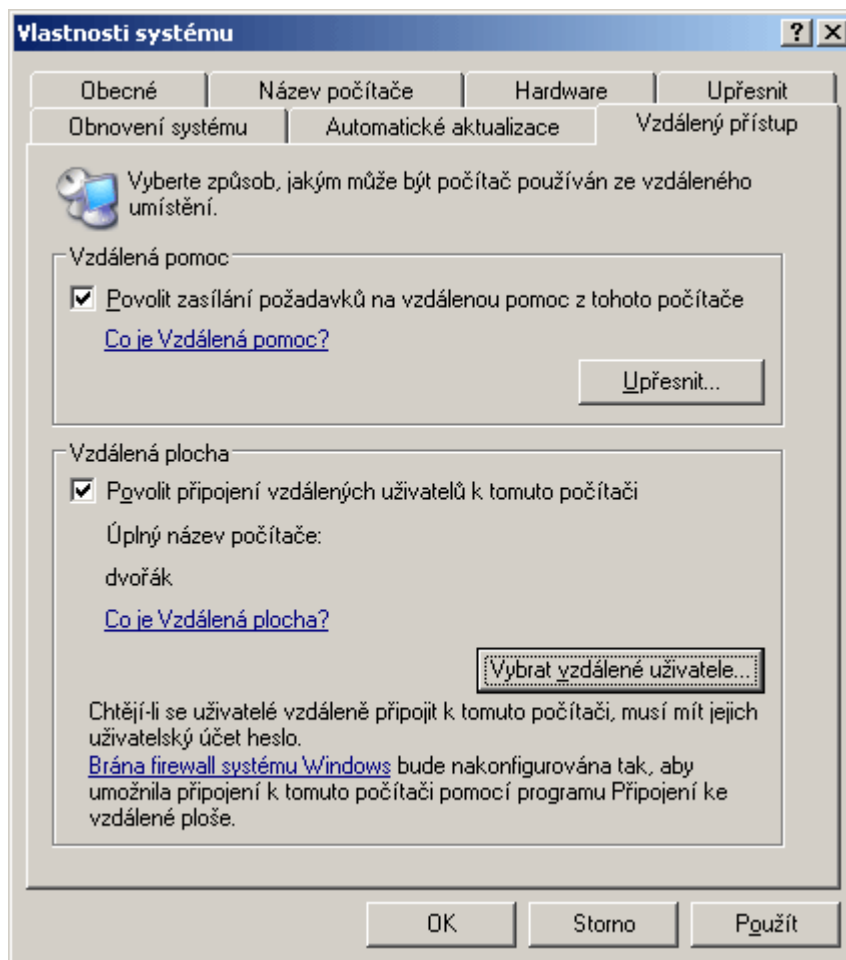 Vlastnosti systému
Obecné
Název počítače
Hardware
Upřesnit
Obnovení systému
Automatické aktualizace
Vzdálený přístup
Vyberte způsob, jakým může být počítač používán ze vzdáleného
umístění.
Vzdálená pomoc
Povolit zasílání požadavků na vzdálenou pomoc z tohoto počítače
Co je Vzdálená pomoc?
Upřesnit...
Vzdálená plocha
Povolit připojení vzdálených uživatelů k tomuto počítači
Úplný název počítače:
dvořák
Co je Vzdálená plocha?
Vybrat vzdálené uživatele...
Chtějí-li se uživatelé vzdáleně připojit k tomuto počítači, musí mít jejich
uživatelský účet heslo.
Brána firewall systému Windows bude nakonfigurována tak, aby
umožnila připojení k tomuto počítači pomocí programu Připojení ke
vzdálené ploše.
OK
Storno
Použít